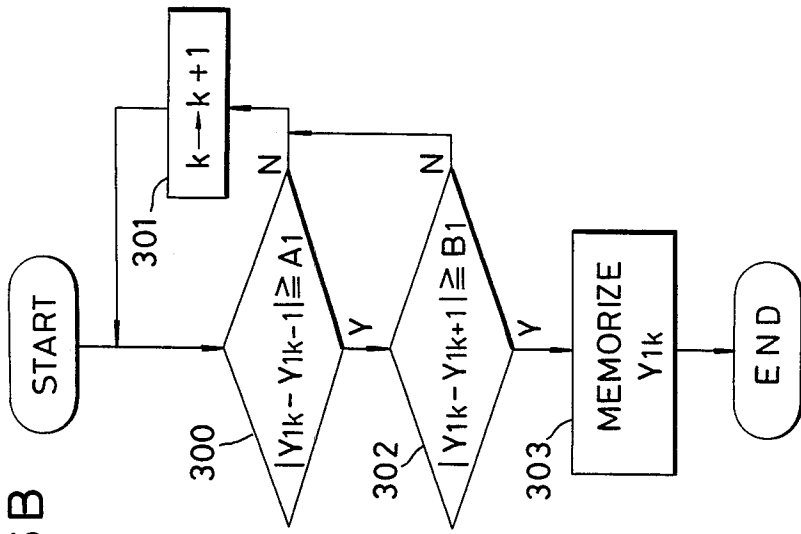 B
START
301
k → k+1
300
|Y1k - Y1k-1| ≧ A1
N
Y
302
|Y1k - Y1k+1| ≧ B1
N
Y
303
MEMORIZE
Y1k
END